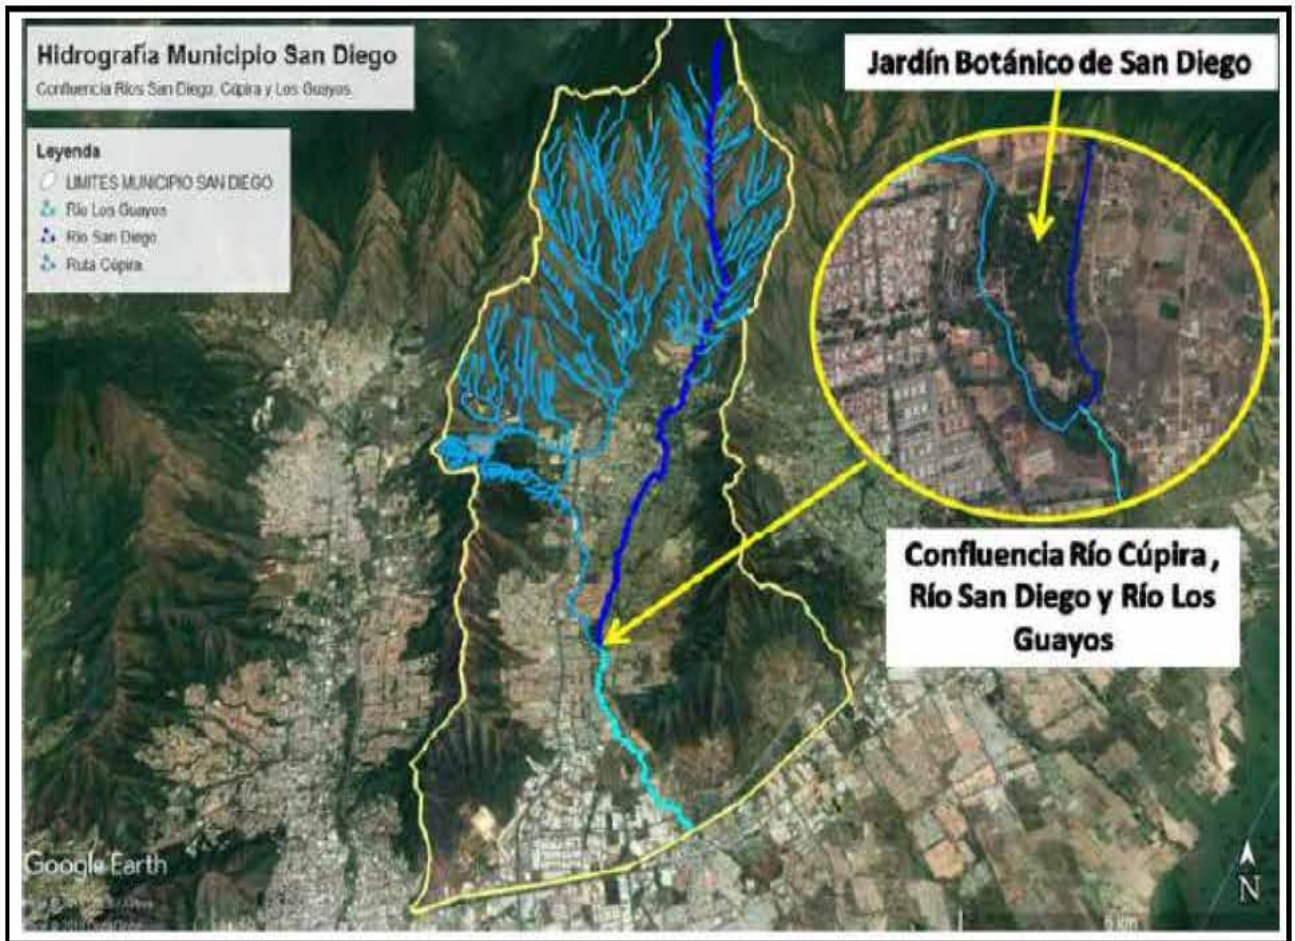 Hidrografía Municipio San Diego
Confluencia Ríos San Diego, Cúpira y Los Guayos
Leyenda
LIMITES MUNICIPIO SAN DIEGO
Río Los Guayos
Río San Diego
Ruta Cúpira
Jardín Botánico de San Diego
Confluencia Río Cúpira,
Río San Diego y Río Los
Guayos
Google Earth
N